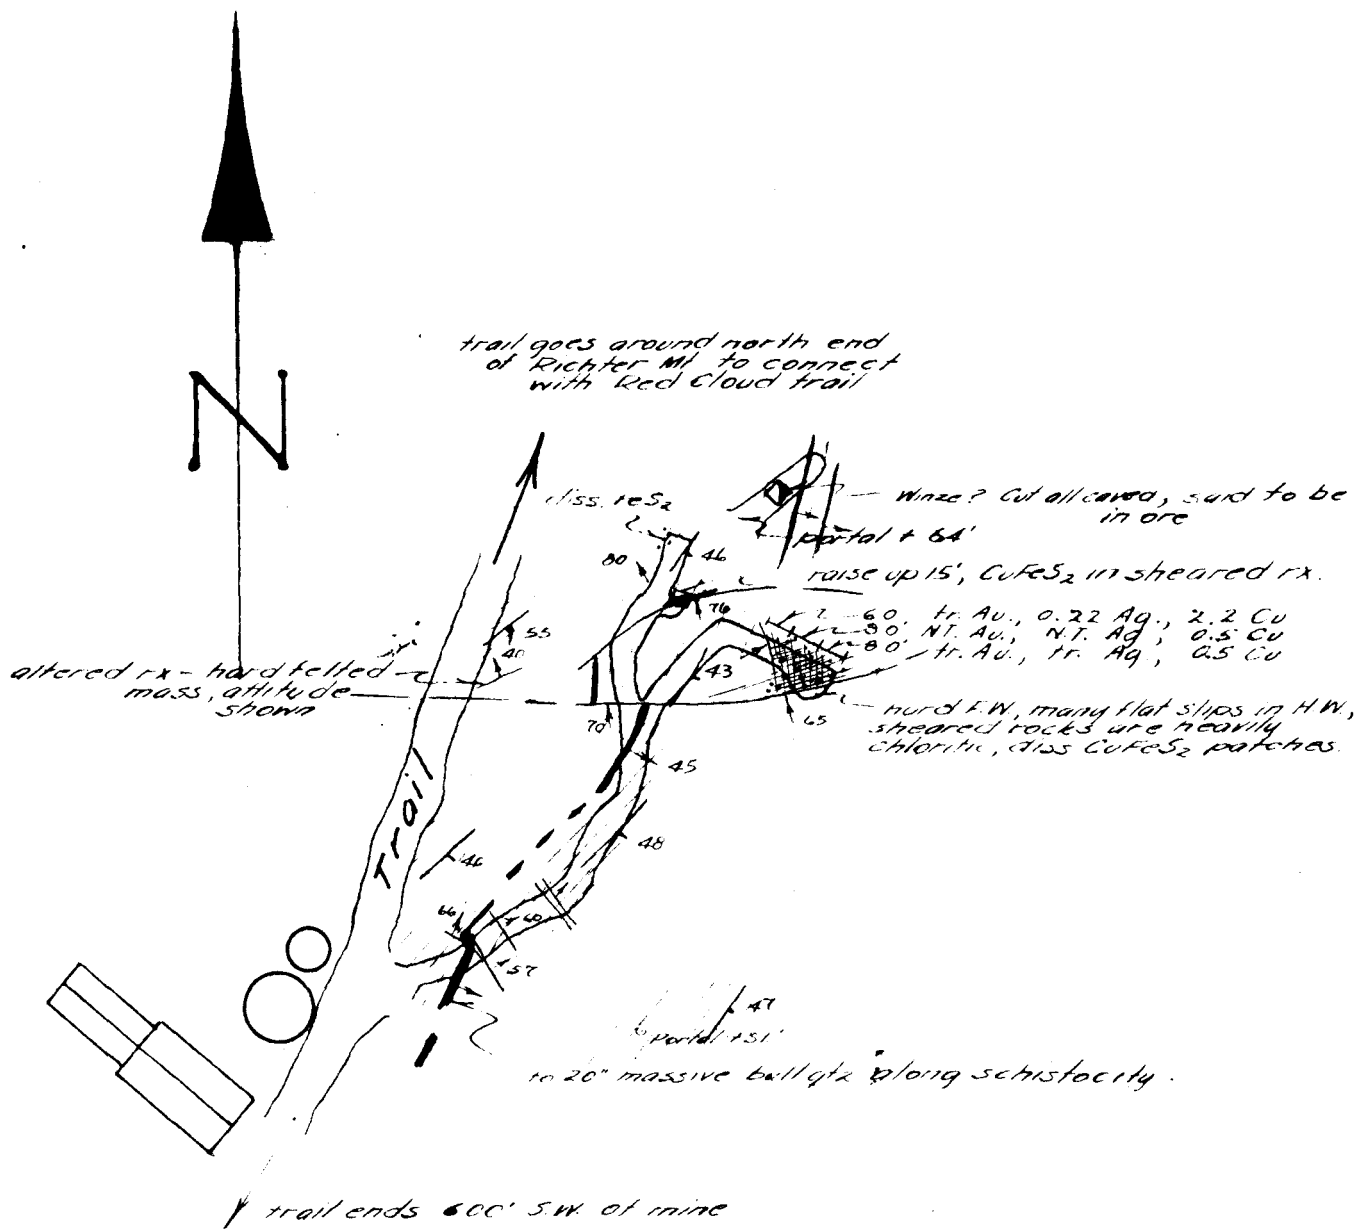 N
trail goes around north end
of Richter Mt to connect
with Red Cloud trail
diss. FeS2
Winze? Cut all caved, said to be
in ore
portal + 64'
80
46
raise up 15', CuFeS2 in sheared rx.
76
60 tr. Au., 0.22 Ag., 2.2 Cu
30 N.T. Au., N.T. Ag, 0.5 Cu
80 tr. Au., tr. Ag, 0.5 Cu
55
40
altered rx - hard felted
mass, attitude
shown
43
70
65
hard F.W., many flat slips in H.W.,
sheared rocks are heavily
chloritic, diss CuFeS2 patches.
45
Trail
48
46
66
60
57
47
Portal +51'
to 20" massive bull qtz along schistocity.
trail ends 600' S.W. of mine